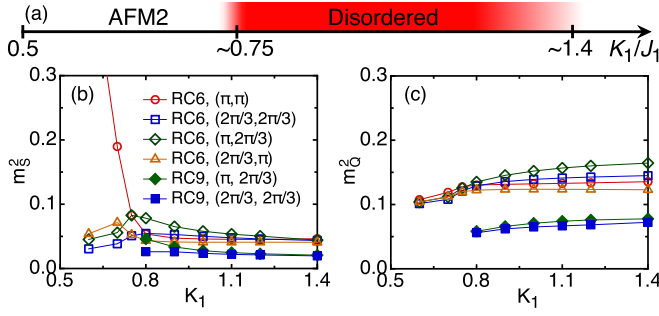 (a)
AFM2
Disordered
0.5
~0.75
~1.4
K₁/J₁
0.3
(b)
RC6, (π,π)
RC6, (2π/3,2π/3)
RC6, (π,2π/3)
RC6, (2π/3,π)
RC9, (π, 2π/3)
RC9, (2π/3, 2π/3)
0.2
m²S
0.1
0.0
0.5 0.8 1.1 1.4
K₁
0.3
(c)
0.2
m²Q
0.1
0.0
0.5 0.8 1.1 1.4
K₁